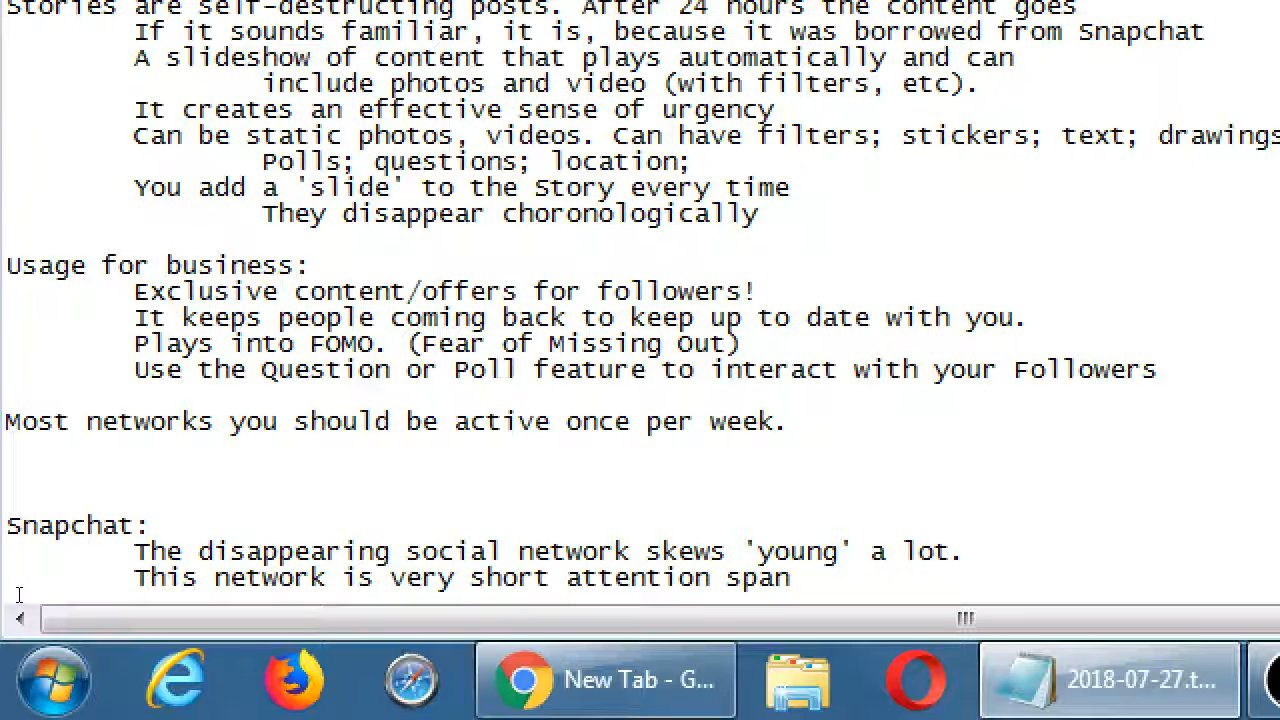 Stories are self-destructing posts. After 24 hours the content goes
If it sounds familiar, it is, because it was borrowed from Snapchat
A slideshow of content that plays automatically and can
include photos and video (with filters, etc).
It creates an effective sense of urgency
Can be static photos, videos. Can have filters; stickers; text; drawings
Polls; questions; location;
You add a 'slide' to the Story every time
They disappear choronologically
Usage for business:
Exclusive content/offers for followers!
It keeps people coming back to keep up to date with you.
Plays into FOMO. (Fear of Missing Out)
Use the Question or Poll feature to interact with your Followers
Most networks you should be active once per week.
Snapchat:
The disappearing social network skews 'young' a lot.
This network is very short attention span
New Tab - G...
2018-07-27.t...